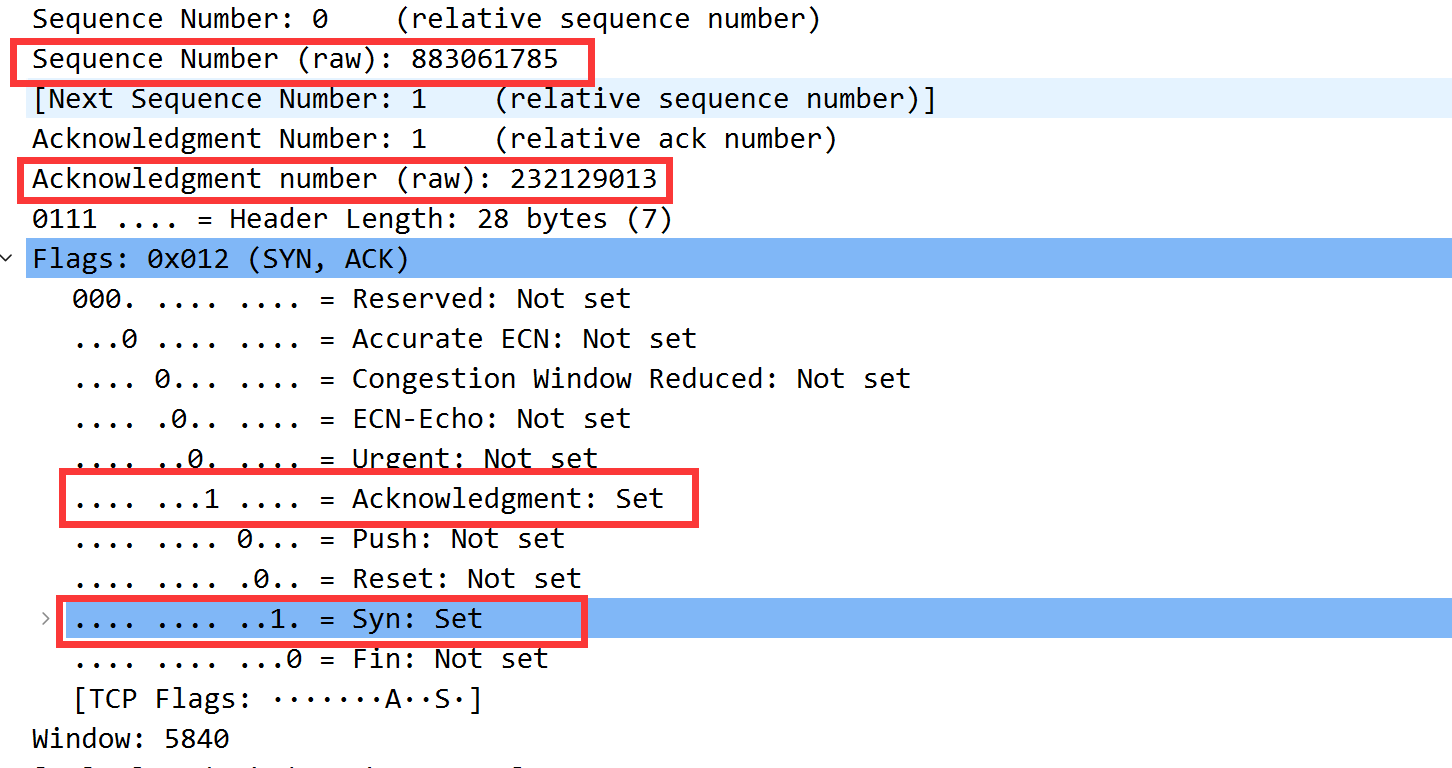 Sequence Number: 0    (relative sequence number)
Sequence Number (raw): 883061785
[Next Sequence Number: 1    (relative sequence number)]
Acknowledgment Number: 1    (relative ack number)
Acknowledgment number (raw): 232129013
0111 .... = Header Length: 28 bytes (7)
Flags: 0x012 (SYN, ACK)
000. .... .... = Reserved: Not set
...0 .... .... = Accurate ECN: Not set
.... 0... .... = Congestion Window Reduced: Not set
.... .0.. .... = ECN-Echo: Not set
.... ..0. .... = Urgent: Not set
.... ...1 .... = Acknowledgment: Set
.... .... 0... = Push: Not set
.... .... .0.. = Reset: Not set
.... .... ..1. = Syn: Set
.... .... ...0 = Fin: Not set
[TCP Flags: ·······A··S·]
Window: 5840